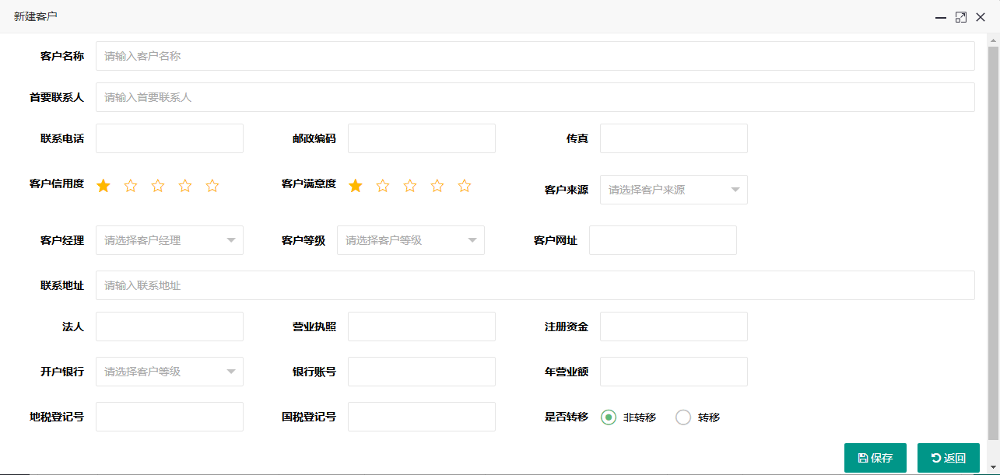 新建客户
客户名称 请输入客户名称
首要联系人 请输入首要联系人
联系电话 邮政编码 传真
客户信用度 客户满意度 客户来源 请选择客户来源
客户经理 请选择客户经理 客户等级 请选择客户等级 客户网址
联系地址 请输入联系地址
法人 营业执照 注册资金
开户银行 请选择客户等级 银行账号 年营业额
地税登记号 国税登记号 是否转移 非转移 转移
保存 返回